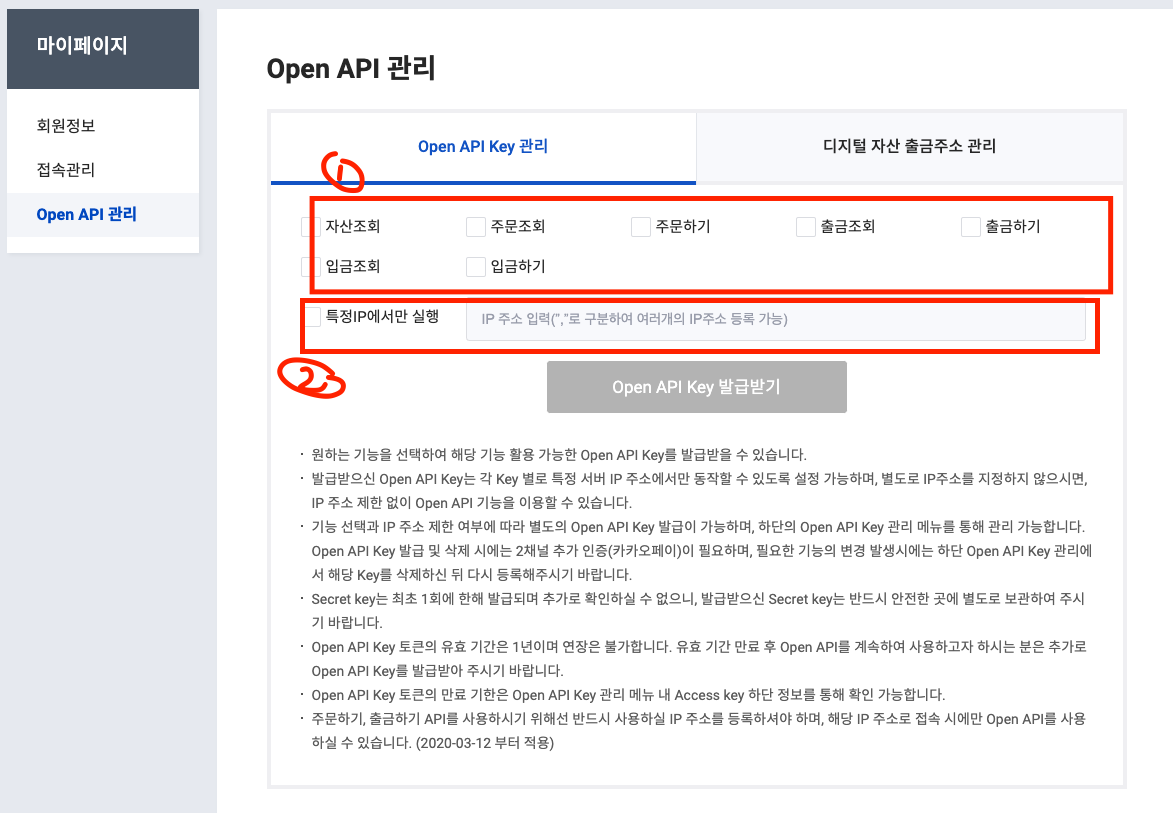 마이페이지
회원정보
접속관리
Open API 관리
Open API 관리
Open API Key 관리
디지털 자산 출금주소 관리
1
자산조회
주문조회
주문하기
출금조회
출금하기
입금조회
입금하기
특정IP에서만 실행
IP 주소 입력(","로 구분하여 여러개의 IP주소 등록 가능)
2
Open API Key 발급받기
· 원하는 기능을 선택하여 해당 기능 활용 가능한 Open API Key를 발급받을 수 있습니다.
· 발급받으신 Open API Key는 각 Key 별로 특정 서버 IP 주소에서만 동작할 수 있도록 설정 가능하며, 별도로 IP주소를 지정하지 않으시면,
IP 주소 제한 없이 Open API 기능을 이용할 수 있습니다.
· 기능 선택과 IP 주소 제한 여부에 따라 별도의 Open API Key 발급이 가능하며, 하단의 Open API Key 관리 메뉴를 통해 관리 가능합니다.
Open API Key 발급 및 삭제 시에는 2채널 추가 인증(카카오페이)이 필요하며, 필요한 기능의 변경 발생시에는 하단 Open API Key 관리에
서 해당 Key를 삭제하신 뒤 다시 등록해주시기 바랍니다.
· Secret key는 최초 1회에 한해 발급되며 추가로 확인하실 수 없으니, 발급받으신 Secret key는 반드시 안전한 곳에 별도로 보관하여 주시
기 바랍니다.
· Open API Key 토큰의 유효 기간은 1년이며 연장은 불가합니다. 유효 기간 만료 후 Open API를 계속하여 사용하고자 하시는 분은 추가로
Open API Key를 발급받아 주시기 바랍니다.
· Open API Key 토큰의 만료 기한은 Open API Key 관리 메뉴 내 Access key 하단 정보를 통해 확인 가능합니다.
· 주문하기, 출금하기 API를 사용하시기 위해선 반드시 사용하실 IP 주소를 등록하셔야 하며, 해당 IP 주소로 접속 시에만 Open API를 사용
하실 수 있습니다. (2020-03-12 부터 적용)